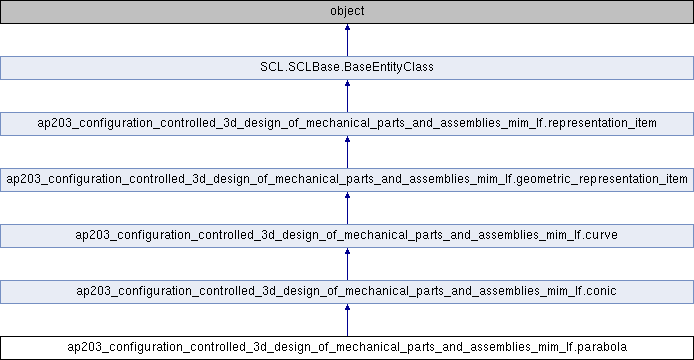 object
SCL.SCLBase.BaseEntityClass
ap203_configuration_controlled_3d_design_of_mechanical_parts_and_assemblies_mim_lf.representation_item
ap203_configuration_controlled_3d_design_of_mechanical_parts_and_assemblies_mim_lf.geometric_representation_item
ap203_configuration_controlled_3d_design_of_mechanical_parts_and_assemblies_mim_lf.curve
ap203_configuration_controlled_3d_design_of_mechanical_parts_and_assemblies_mim_lf.conic
ap203_configuration_controlled_3d_design_of_mechanical_parts_and_assemblies_mim_lf.parabola